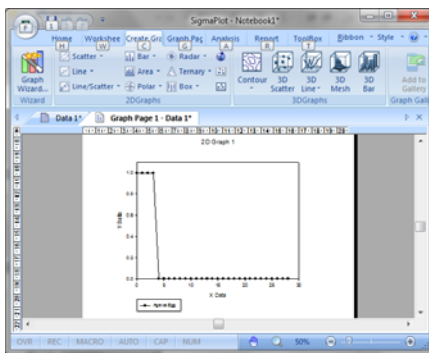 SigmaPlot - Notebook1*
Home Workshee Create Gra Graph Pag Analysis Report Toolbox Ribbon Style
H W C G A R T
Scatter Bar Radar
Line Area Ternary
Line/Scatter Polar Box
Graph Wizard...
Contour 3D Scatter 3D Line 3D Mesh 3D Bar
Add to Gallery
Wizard 2DGraphs 3DGraphs Graph Gall
Data 1* Graph Page 1 - Data 1*
2D Graph 1
Y Data
1.0
0.8
0.6
0.4
0.2
0.0
0 5 10 15 20 25 30
X Data
OVR REC MACRO AUTO CAP NUM 50%